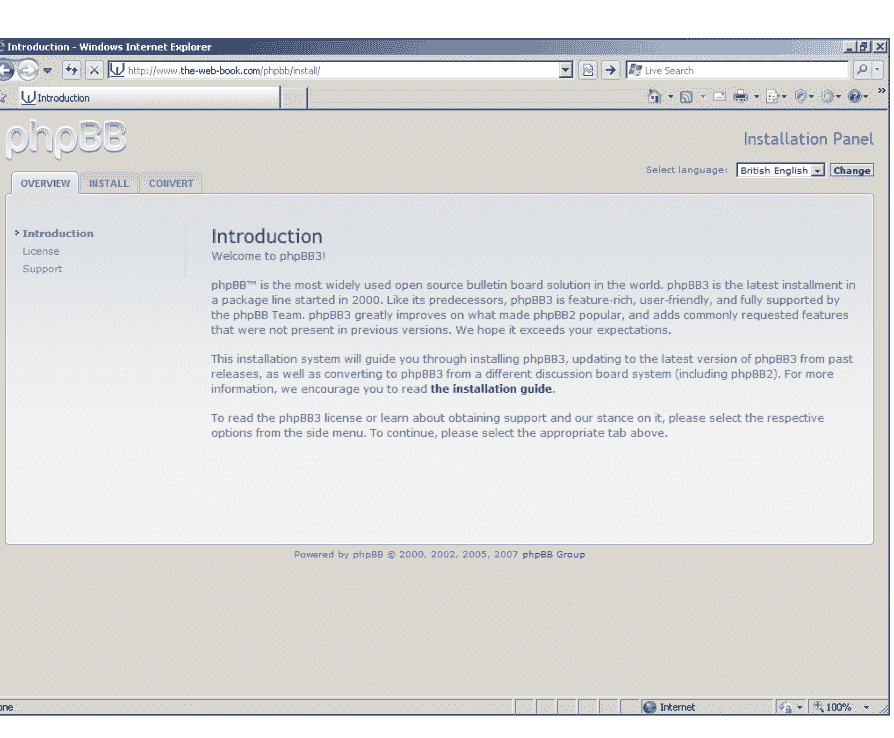 Introduction - Windows Internet Explorer
http://www.the-web-book.com/phpbb/install/
Live Search
Introduction
phpBB
Installation Panel
Select language: British English Change
OVERVIEW INSTALL CONVERT
Introduction
License
Support
Introduction
Welcome to phpBB3!
phpBB™ is the most widely used open source bulletin board solution in the world. phpBB3 is the latest installment in
a package line started in 2000. Like its predecessors, phpBB3 is feature-rich, user-friendly, and fully supported by
the phpBB Team. phpBB3 greatly improves on what made phpBB2 popular, and adds commonly requested features
that were not present in previous versions. We hope it exceeds your expectations.
This installation system will guide you through installing phpBB3, updating to the latest version of phpBB3 from past
releases, as well as converting to phpBB3 from a different discussion board system (including phpBB2). For more
information, we encourage you to read the installation guide.
To read the phpBB3 license or learn about obtaining support and our stance on it, please select the respective
options from the side menu. To continue, please select the appropriate tab above.
Powered by phpBB © 2000, 2002, 2005, 2007 phpBB Group
one
Internet
100%